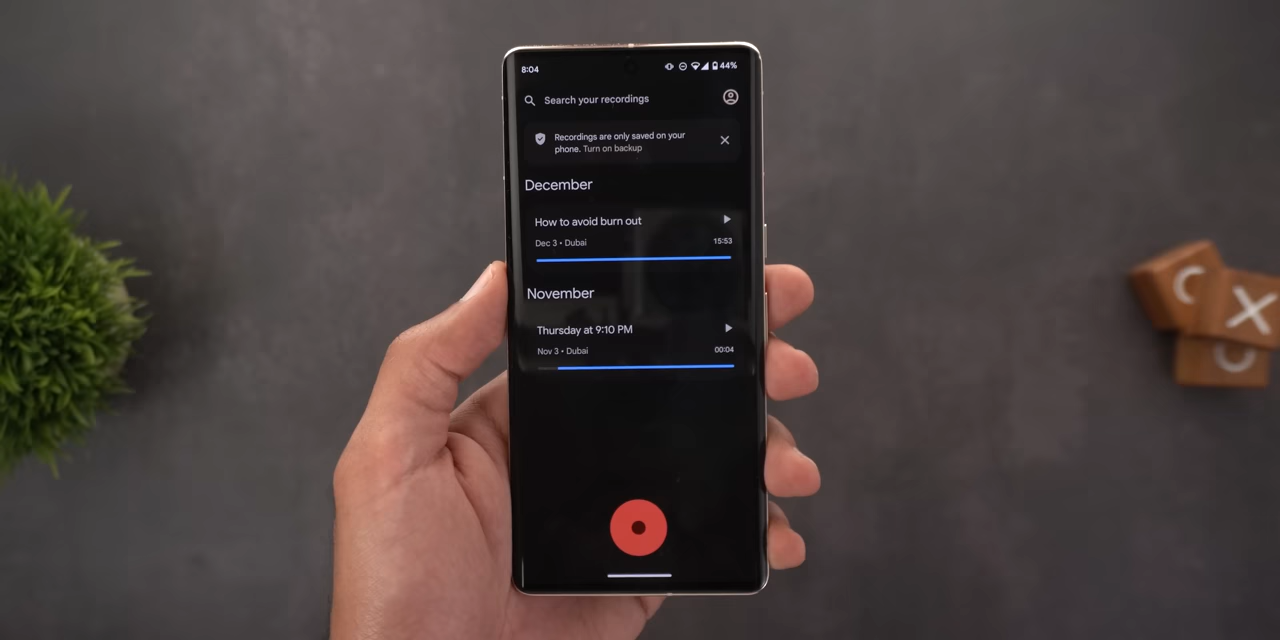 8:04
44%
Search your recordings
Recordings are only saved on your
phone. Turn on backup
December
How to avoid burn out
Dec 3 • Dubai
15:53
November
Thursday at 9:10 PM
Nov 3 • Dubai
00:04
X